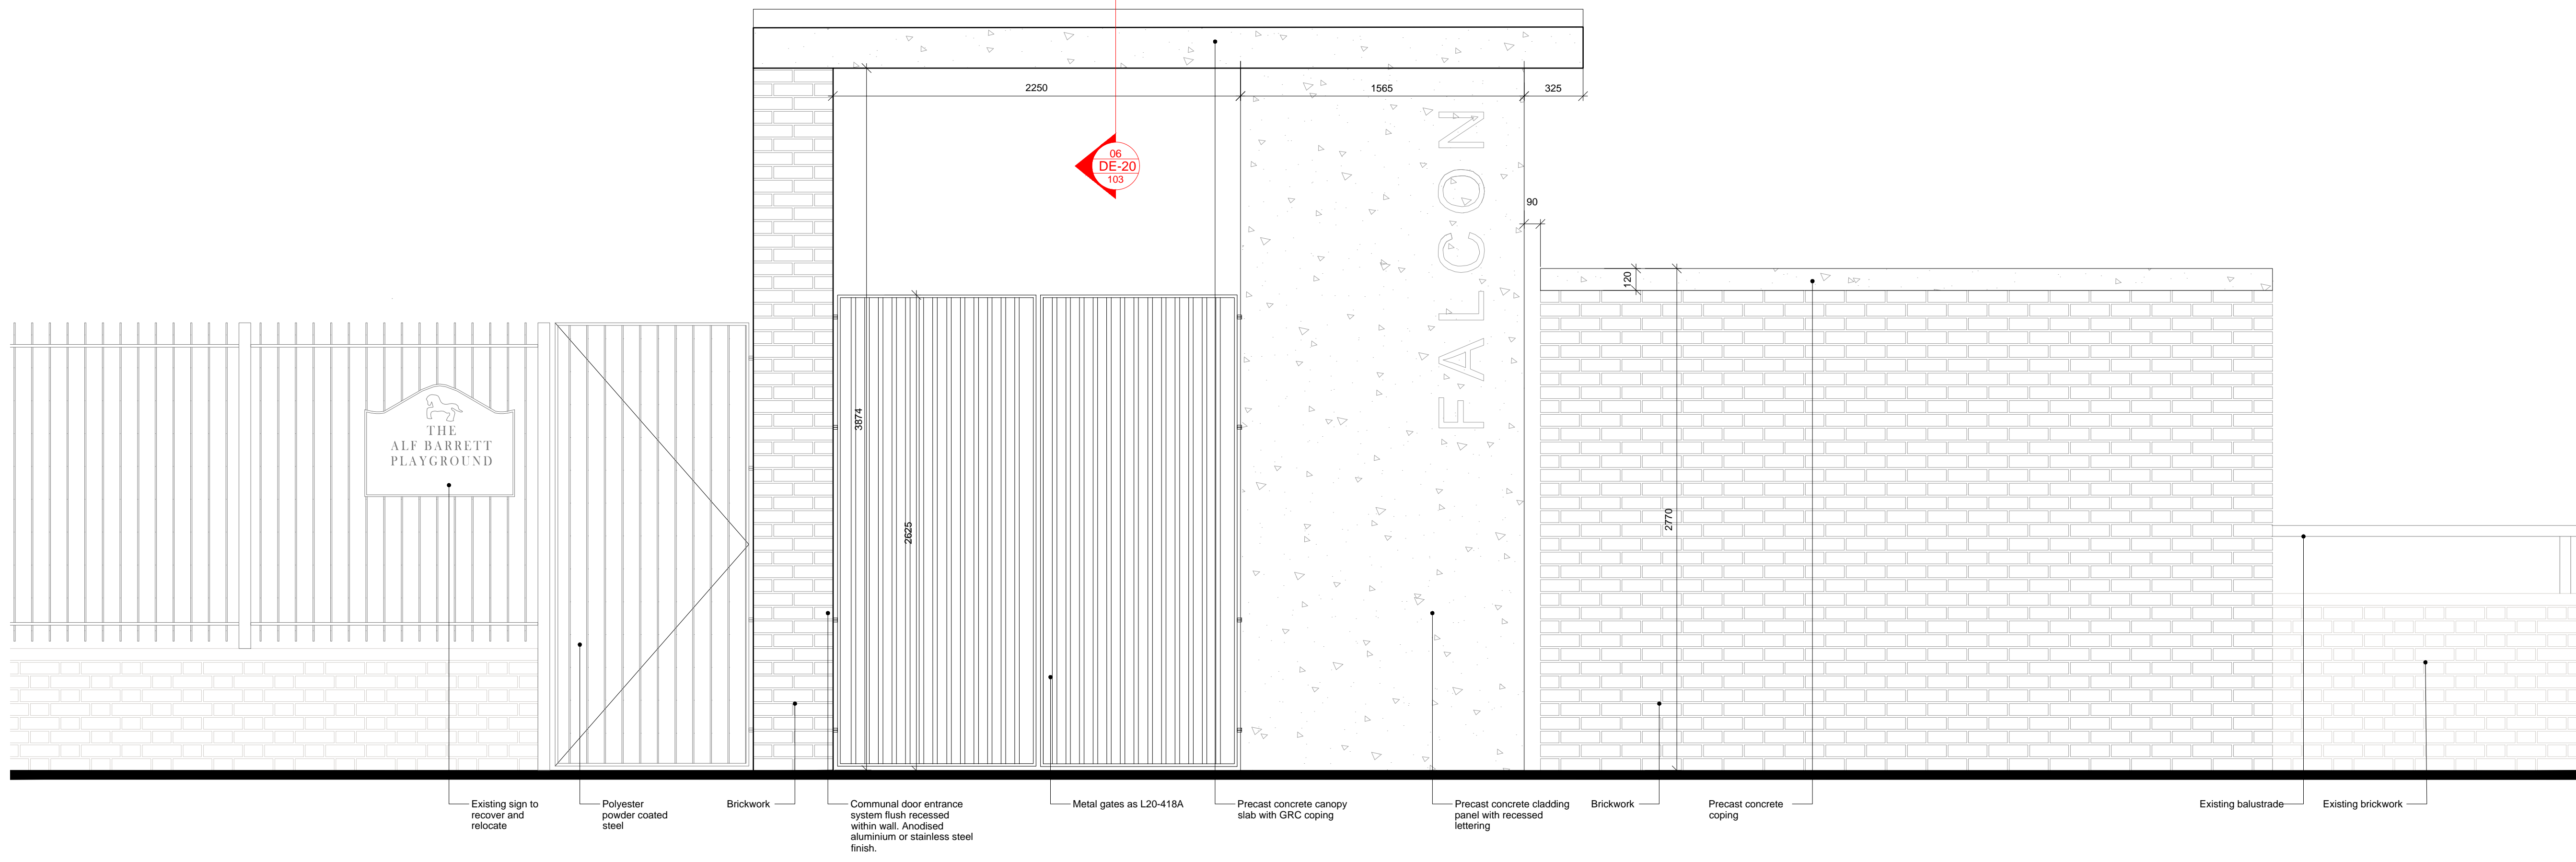 2250
1565
325
06
DE-20
103
FALCON
90
120
3874
2625
2770
THE
ALF BARRETT
PLAYGROUND
Existing sign to
recover and
relocate
Polyester
powder coated
steel
Brickwork
Communal door entrance
system flush recessed
within wall. Anodised
aluminium or stainless steel
finish.
Metal gates as L20-418A
Precast concrete canopy
slab with GRC coping
Precast concrete cladding
panel with recessed
lettering
Brickwork
Precast concrete
coping
Existing balustrade
Existing brickwork